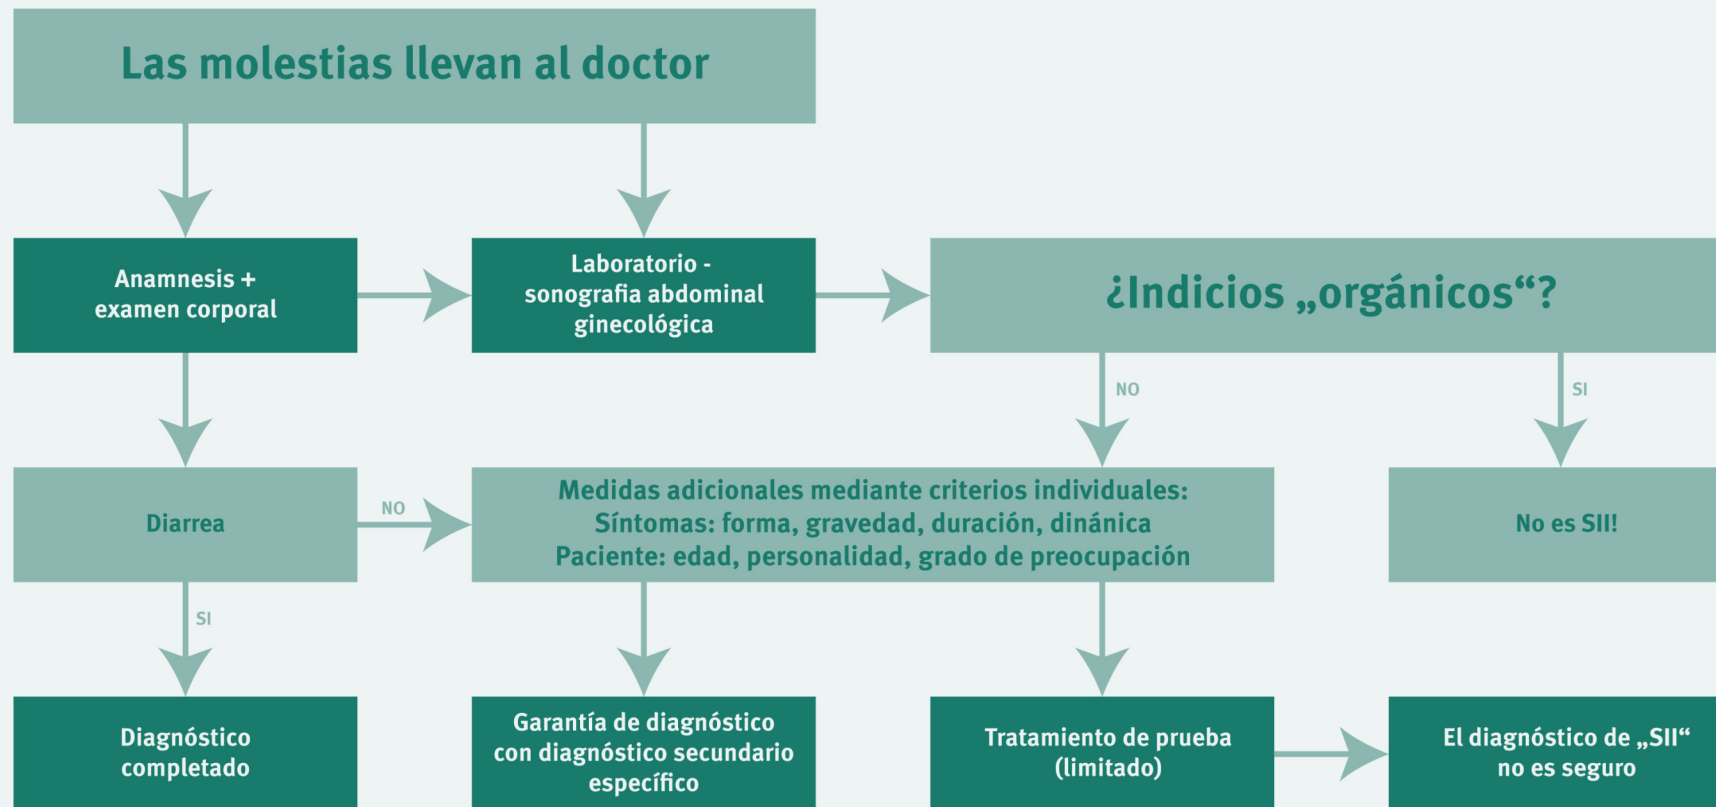 Las molestias llevan al doctor
Anamnesis +
examen corporal
Laboratorio -
sonografia abdominal
ginecológica
¿Indicios „orgánicos“?
NO
SI
Diarrea
NO
Medidas adicionales mediante criterios individuales:
Síntomas: forma, gravedad, duración, dinánica
Paciente: edad, personalidad, grado de preocupación
No es SII!
SI
Diagnóstico
completado
Garantía de diagnóstico
con diagnóstico secundario
específico
Tratamiento de prueba
(limitado)
El diagnóstico de „SII“
no es seguro